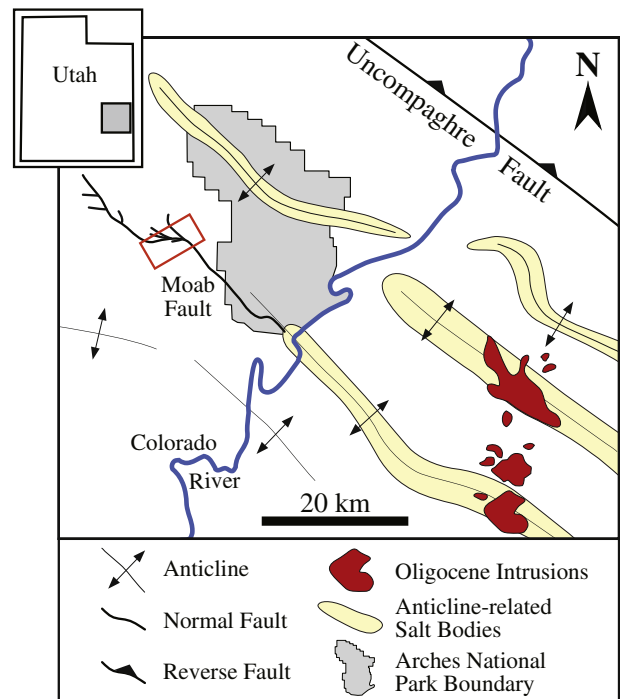 Utah
Uncompaghre
Fault
N
Moab
Fault
Colorado
River
20 km
Anticline
Normal Fault
Reverse Fault
Oligocene Intrusions
Anticline-related
Salt Bodies
Arches National
Park Boundary